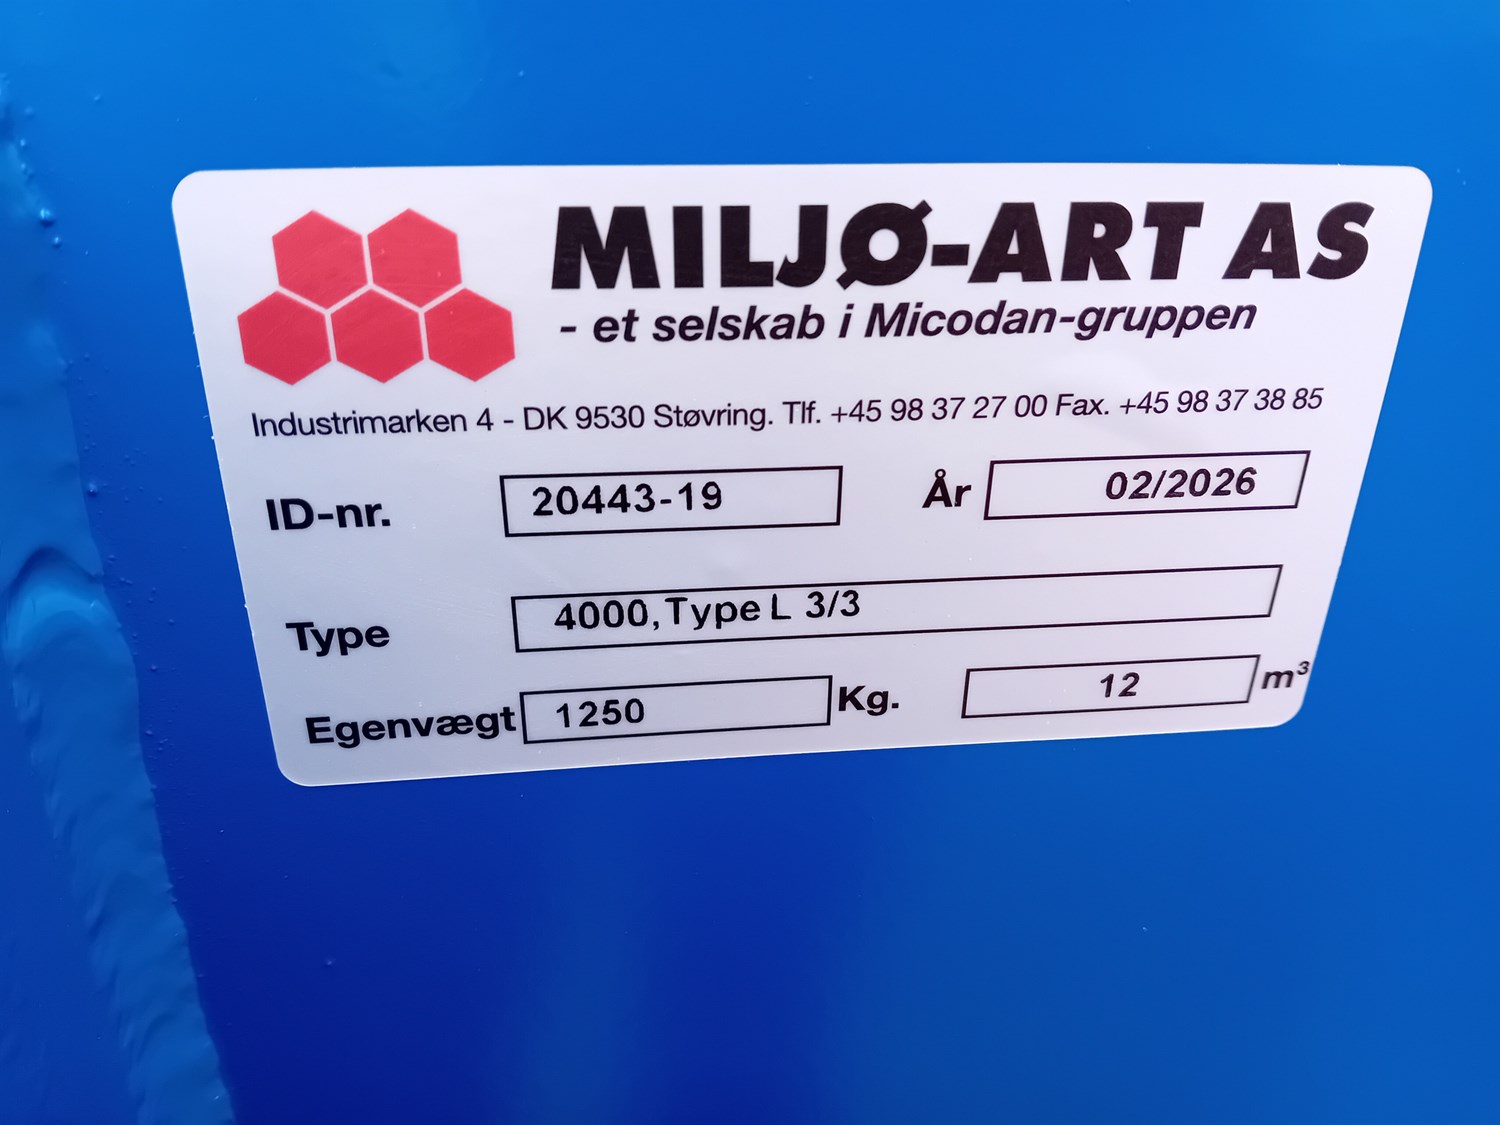 MILJØ-ART AS
- et selskab i Micodan-gruppen
Industrimarken 4 - DK 9530 Støvring. Tlf. +45 98 37 27 00 Fax. +45 98 37 38 85
ID-nr. 20443-19 År 02/2026
Type 4000,Type L 3/3
Egenvægt 1250 Kg. 12 m³